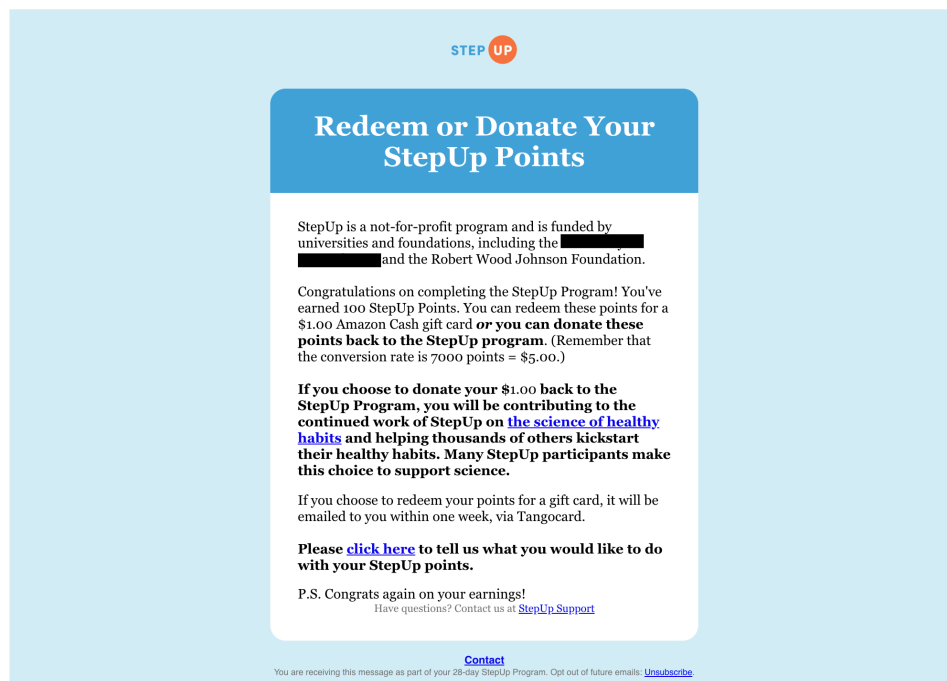 STEP UP
Redeem or Donate Your
StepUp Points
StepUp is a not-for-profit program and is funded by
universities and foundations, including the
and the Robert Wood Johnson Foundation.
Congratulations on completing the StepUp Program! You've
earned 100 StepUp Points. You can redeem these points for a
$1.00 Amazon Cash gift card or you can donate these
points back to the StepUp program. (Remember that
the conversion rate is 7000 points = $5.00.)
If you choose to donate your $1.00 back to the
StepUp Program, you will be contributing to the
continued work of StepUp on the science of healthy
habits and helping thousands of others kickstart
their healthy habits. Many StepUp participants make
this choice to support science.
If you choose to redeem your points for a gift card, it will be
emailed to you within one week, via Tangocard.
Please click here to tell us what you would like to do
with your StepUp points.
P.S. Congrats again on your earnings!
Have questions? Contact us at StepUp Support
Contact
You are receiving this message as part of your 28-day StepUp Program. Opt out of future emails: Unsubscribe.